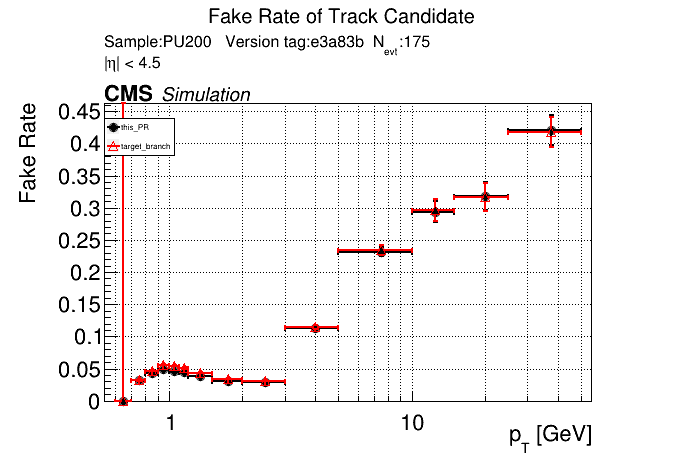 Fake Rate of Track Candidate
Sample:PU200 Version tag:e3a83b N_evt:175
|η| < 4.5
CMS Simulation
Fake Rate
this_PR
target_branch
0.45
0.4
0.35
0.3
0.25
0.2
0.15
0.1
0.05
0
1
10
p_T [GeV]